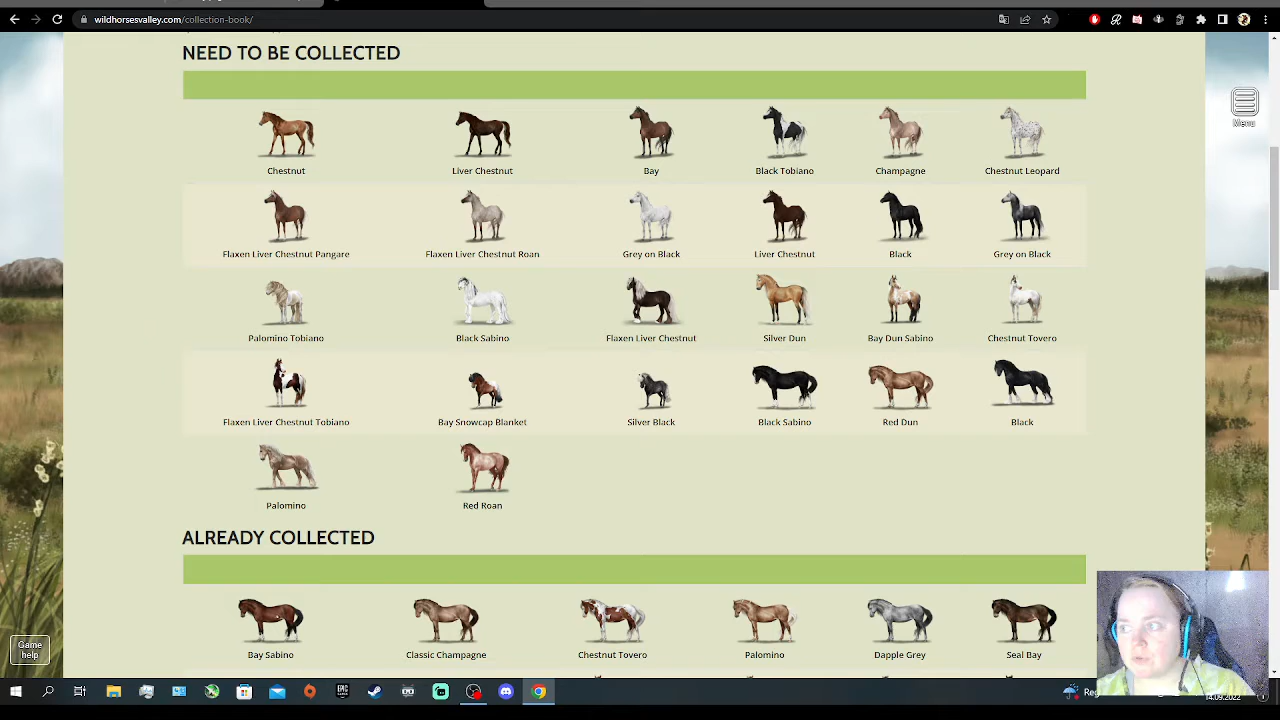 wildhorsesvalley.com/collection-book/
NEED TO BE COLLECTED
Menu
Chestnut Liver Chestnut Bay Black Tobiano Champagne Chestnut Leopard
Flaxen Liver Chestnut Pangare Flaxen Liver Chestnut Roan Grey on Black Liver Chestnut Black Grey on Black
Palomino Tobiano Black Sabino Flaxen Liver Chestnut Silver Dun Bay Dun Sabino Chestnut Tovero
Flaxen Liver Chestnut Tobiano Bay Snowcap Blanket Silver Black Black Sabino Red Dun Black
Palomino Red Roan
ALREADY COLLECTED
Game
help
Bay Sabino Classic Champagne Chestnut Tovero Palomino Dapple Grey Seal Bay
14.09.2022